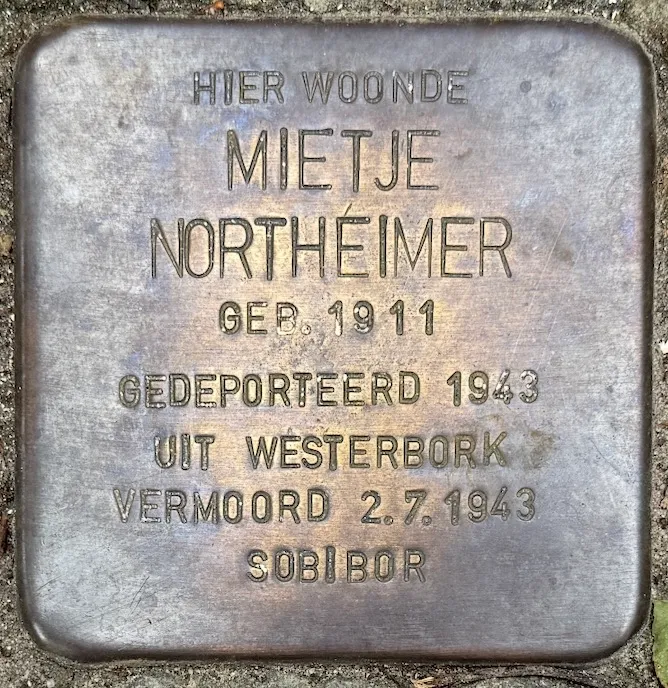 HIER WOONDE
MIETJE
NORTHEIMER
GEB. 1911
GEDEPORTEERD 1943
UIT WESTERBORK
VERMOORD 2.7.1943
SOBIBOR